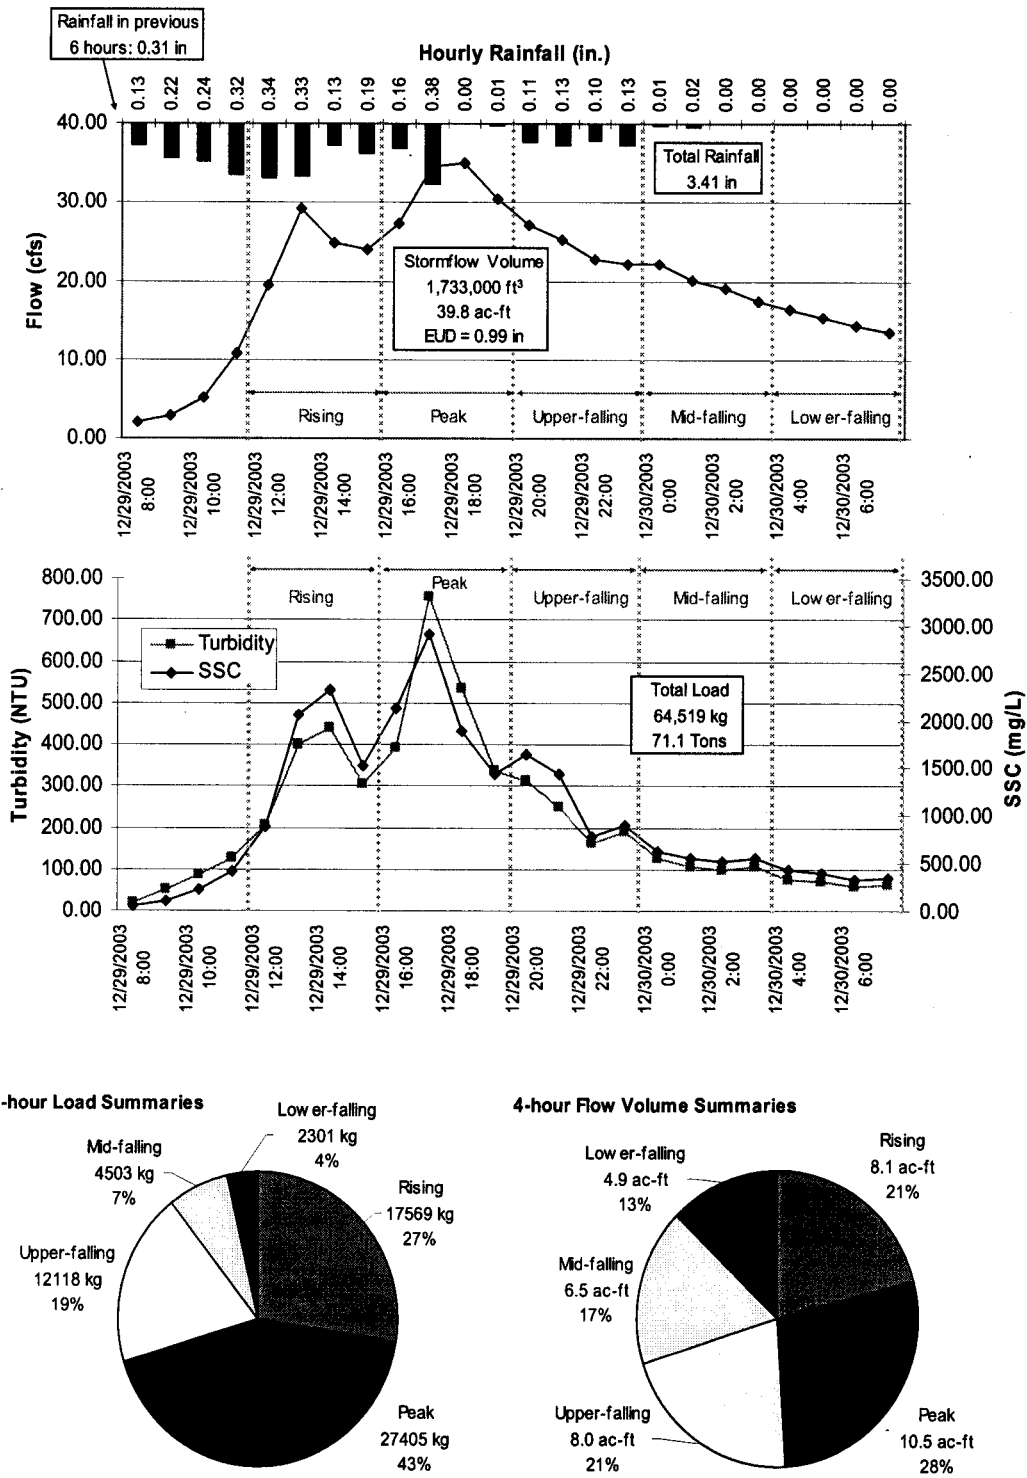 Rainfall in previous
6 hours: 0.31 in
Hourly Rainfall (in.)
0.13
0.22
0.24
0.32
0.34
0.33
0.13
0.19
0.16
0.38
0.00
0.01
0.11
0.13
0.10
0.13
0.01
0.02
0.00
0.00
0.00
0.00
0.00
0.00
Flow (cfs)
40.00
30.00
20.00
10.00
0.00
Total Rainfall
3.41 in
Stormflow Volume
1,733,000 ft³
39.8 ac-ft
EUD = 0.99 in
Rising
Peak
Upper-falling
Mid-falling
Lower-falling
12/29/2003 8:00
12/29/2003 10:00
12/29/2003 12:00
12/29/2003 14:00
12/29/2003 16:00
12/29/2003 18:00
12/29/2003 20:00
12/29/2003 22:00
12/30/2003 0:00
12/30/2003 2:00
12/30/2003 4:00
12/30/2003 6:00
Turbidity (NTU)
800.00
700.00
600.00
500.00
400.00
300.00
200.00
100.00
0.00
Rising
Peak
Upper-falling
Mid-falling
Lower-falling
Turbidity
SSC
Total Load
64,519 kg
71.1 Tons
3500.00
3000.00
2500.00
2000.00
1500.00
1000.00
500.00
0.00
SSC (mg/L)
12/29/2003 8:00
12/29/2003 10:00
12/29/2003 12:00
12/29/2003 14:00
12/29/2003 16:00
12/29/2003 18:00
12/29/2003 20:00
12/29/2003 22:00
12/30/2003 0:00
12/30/2003 2:00
12/30/2003 4:00
12/30/2003 6:00
-hour Load Summaries
Lower-falling
2301 kg
4%
Mid-falling
4503 kg
7%
Rising
17569 kg
27%
Upper-falling
12118 kg
19%
Peak
27405 kg
43%
4-hour Flow Volume Summaries
Lower-falling
4.9 ac-ft
13%
Rising
8.1 ac-ft
21%
Mid-falling
6.5 ac-ft
17%
Upper-falling
8.0 ac-ft
21%
Peak
10.5 ac-ft
28%